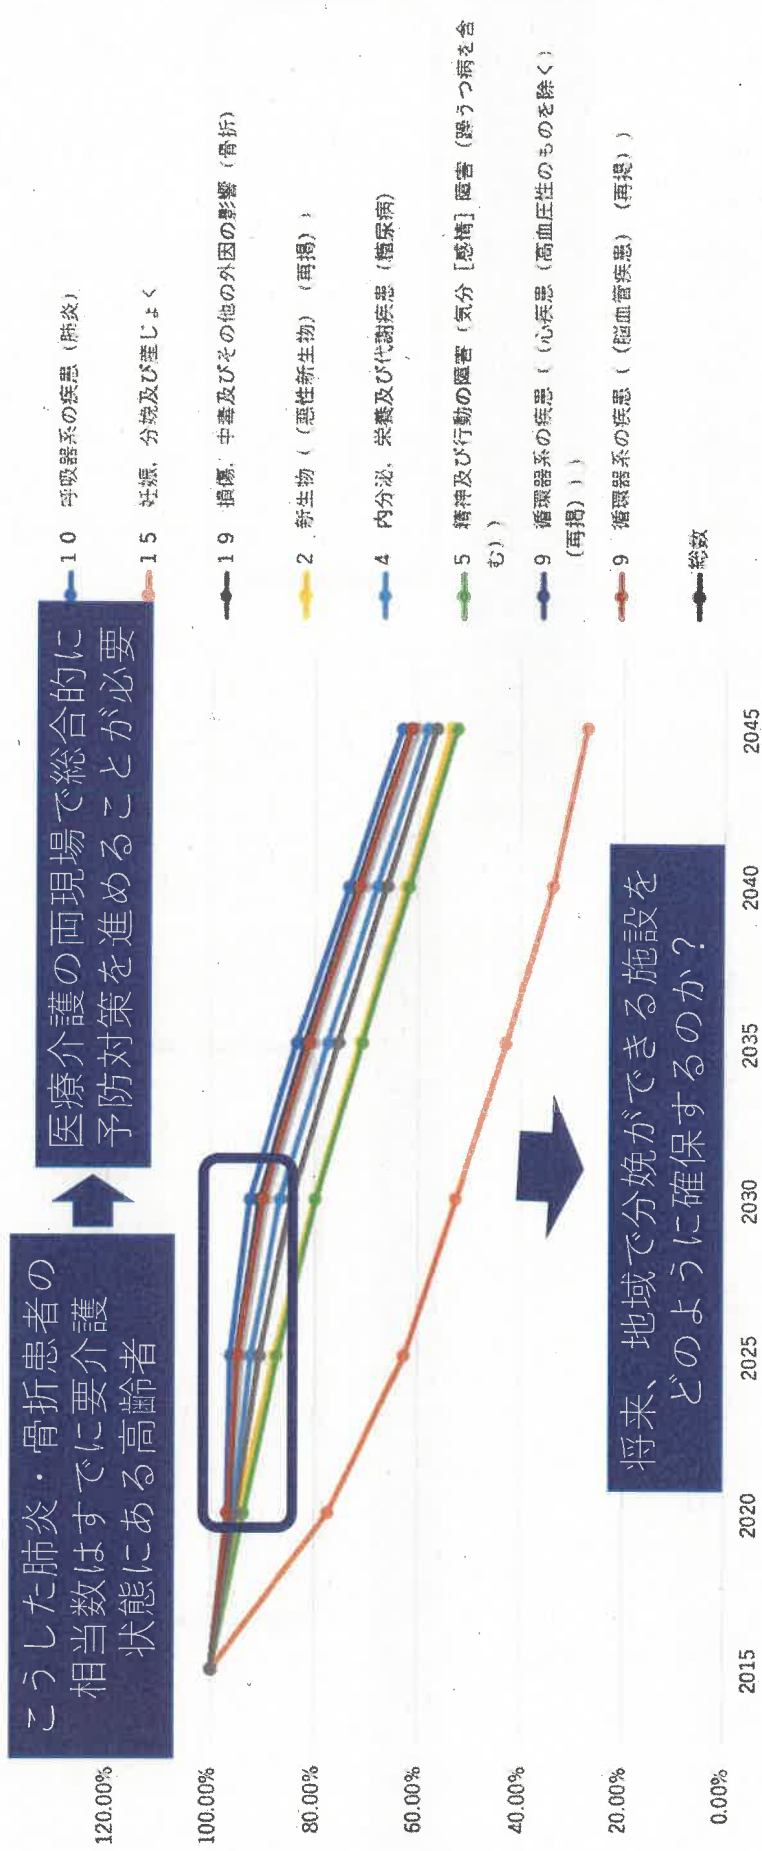 こうした肺炎・骨折患者の
相当数はすでに要介護
状態にある高齢者
医療介護の両現場で総合的に
予防対策を進めることが必要
120.00%
100.00%
80.00%
60.00%
40.00%
20.00%
0.00%
2015
2020
2025
2030
2035
2040
2045
将来、地域で分娩ができる施設を
どのように確保するのか?
10 呼吸器系の疾患（肺炎）
15 妊娠，分娩及び産じょく
19 損傷，中毒及びその他の外因の影響（骨折）
2 新生物（（悪性新生物）（再掲））
4 内分泌，栄養及び代謝疾患（糖尿病）
5 精神及び行動の障害（気分［感情］障害（躁うつ病を含
む））
9 循環器系の疾患（（心疾患（高血圧性のものを除く）
（再掲）））
9 循環器系の疾患（（脳血管疾患）（再掲））
総数